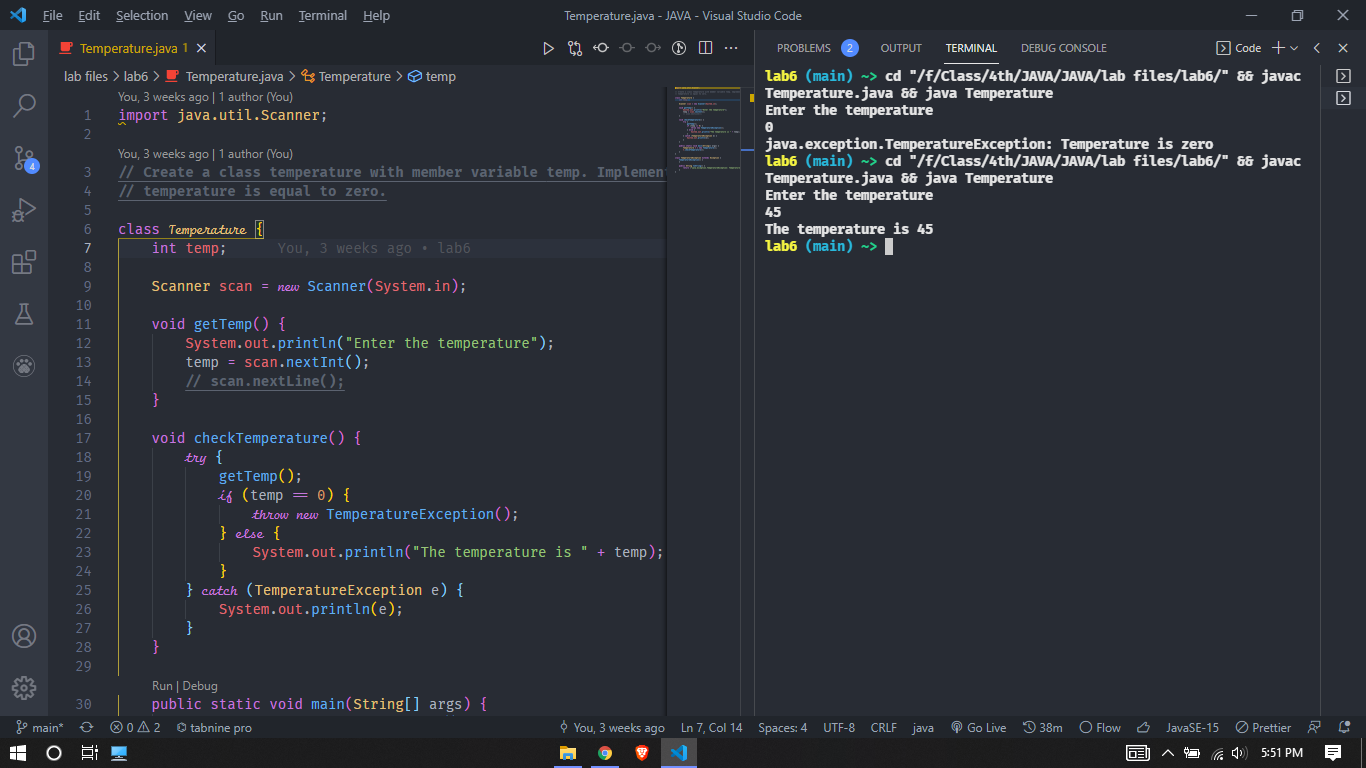 File Edit Selection View Go Run Terminal Help
Temperature.java - JAVA - Visual Studio Code
Temperature.java 1
lab files > lab6 > Temperature.java > Temperature > temp
You, 3 weeks ago | 1 author (You)
1 import java.util.Scanner;
2
You, 3 weeks ago | 1 author (You)
3 // Create a class temperature with member variable temp. Implemen
4 // temperature is equal to zero.
5
6 class Temperature {
7 int temp; You, 3 weeks ago • lab6
8
9 Scanner scan = new Scanner(System.in);
10
11 void getTemp() {
12 System.out.println("Enter the temperature");
13 temp = scan.nextInt();
14 // scan.nextLine();
15 }
16
17 void checkTemperature() {
18 try {
19 getTemp();
20 if (temp == 0) {
21 throw new TemperatureException();
22 } else {
23 System.out.println("The temperature is " + temp);
24 }
25 } catch (TemperatureException e) {
26 System.out.println(e);
27 }
28 }
29
Run | Debug
30 public static void main(String[] args) {
PROBLEMS 2 OUTPUT TERMINAL DEBUG CONSOLE
Code
lab6 (main) ~> cd "/f/Class/4th/JAVA/JAVA/lab files/lab6/" && javac
Temperature.java && java Temperature
Enter the temperature
0
java.exception.TemperatureException: Temperature is zero
lab6 (main) ~> cd "/f/Class/4th/JAVA/JAVA/lab files/lab6/" && javac
Temperature.java && java Temperature
Enter the temperature
45
The temperature is 45
lab6 (main) ~>
4
main* 0 2 tabnine pro You, 3 weeks ago Ln 7, Col 14 Spaces: 4 UTF-8 CRLF java Go Live 38m Flow JavaSE-15 Prettier
5:51 PM